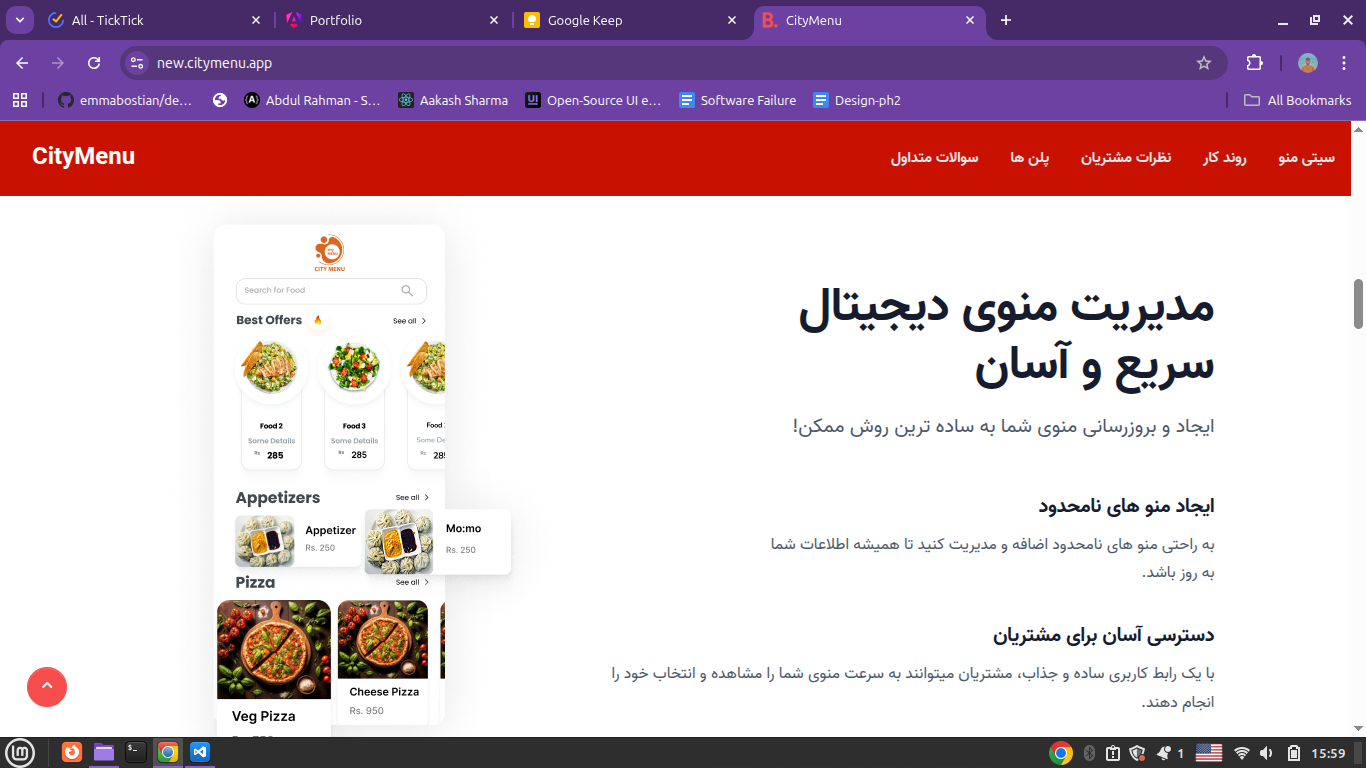 All - TickTick
Portfolio
Google Keep
CityMenu
new.citymenu.app
emmabostian/de...
Abdul Rahman - S...
Aakash Sharma
Open-Source UI e...
Software Failure
Design-ph2
All Bookmarks
CityMenu
سیتی منو
روند کار
نظرات مشتریان
پلن ها
سوالات متداول
CITY MENU
Search for Food
Best Offers
See all
Food 2
Some Details
Rs 285
Food 3
Some Details
Rs 285
Appetizers
See all
Appetizer
Rs. 250
Mo:mo
Rs. 250
Pizza
See all
Veg Pizza
Cheese Pizza
Rs. 950
مدیریت منوی دیجیتال
سریع و آسان
ایجاد و بروزرسانی منوی شما به ساده ترین روش ممکن!
ایجاد منو های نامحدود
به راحتی منو های نامحدود اضافه و مدیریت کنید تا همیشه اطلاعات شما
به روز باشد.
دسترسی آسان برای مشتریان
با یک رابط کاربری ساده و جذاب، مشتریان میتوانند به سرعت منوی شما را مشاهده و انتخاب خود را
انجام دهند.
1
15:59